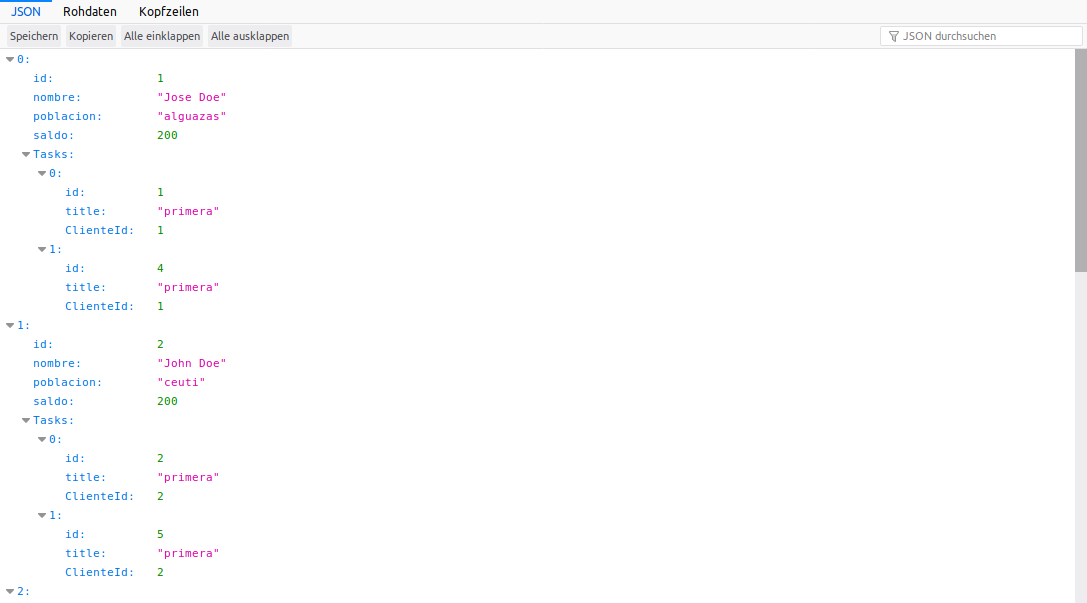 JSON Rohdaten Kopfzeilen
Speichern Kopieren Alle einklappen Alle ausklappen JSON durchsuchen
0:
id: 1
nombre: "Jose Doe"
poblacion: "alguazas"
saldo: 200
Tasks:
0:
id: 1
title: "primera"
ClienteId: 1
1:
id: 4
title: "primera"
ClienteId: 1
1:
id: 2
nombre: "John Doe"
poblacion: "ceuti"
saldo: 200
Tasks:
0:
id: 2
title: "primera"
ClienteId: 2
1:
id: 5
title: "primera"
ClienteId: 2
2: